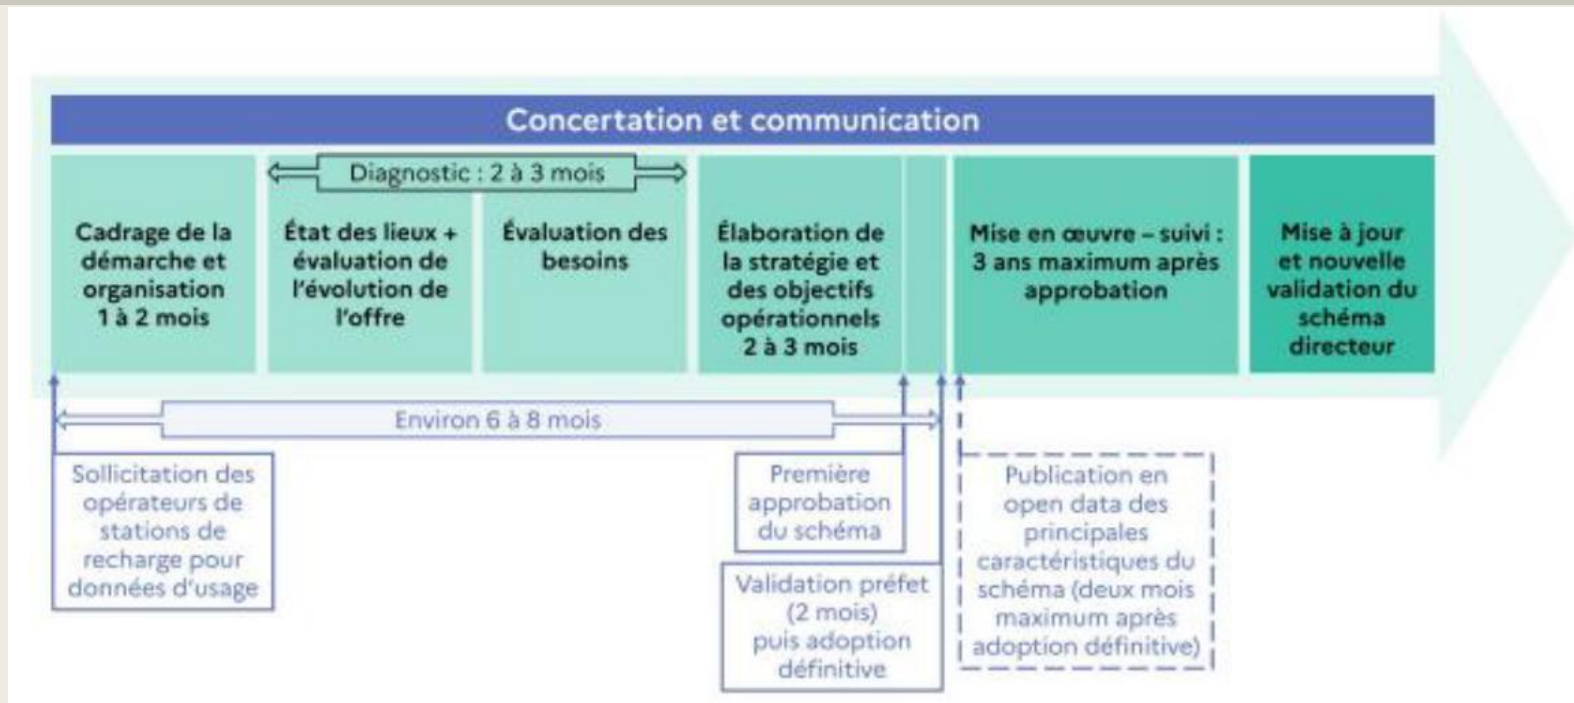 Concertation et communication
Diagnostic : 2 à 3 mois
Cadrage de la
démarche et
organisation
1 à 2 mois
État des lieux +
évaluation de
l'évolution de
l'offre
Évaluation des
besoins
Élaboration de
la stratégie et
des objectifs
opérationnels
2 à 3 mois
Mise en œuvre – suivi :
3 ans maximum après
approbation
Mise à jour
et nouvelle
validation du
schéma
directeur
Environ 6 à 8 mois
Sollicitation des
opérateurs de
stations de
recharge pour
données d'usage
Première
approbation
du schéma
Validation préfet
(2 mois)
puis adoption
définitive
Publication en
open data des
principales
caractéristiques du
schéma (deux mois
maximum après
adoption définitive)